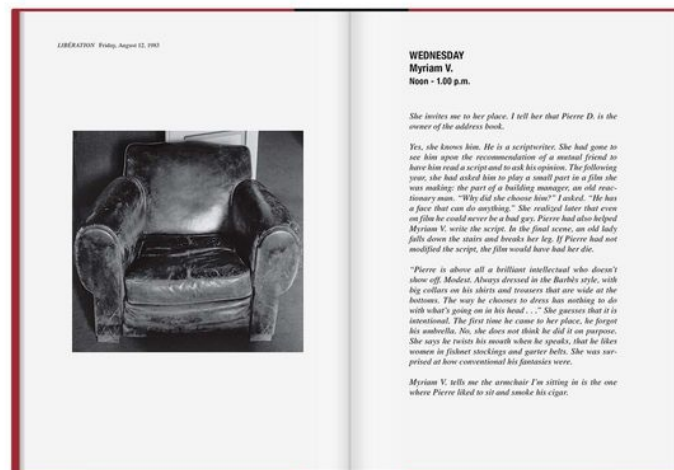 LIBÉRATION Friday, August 12, 1983
WEDNESDAY
Myriam V.
Noon - 1.00 p.m.
She invites me to her place. I tell her that Pierre D. is the
owner of the address book.
Yes, she knows him. He is a scriptwriter. She had gone to
see him upon the recommendation of a mutual friend to
have him read a script and to ask his opinion. The following
year, she had asked him to play a small part in a film she
was making: the part of a building manager, an old reac-
tionary man. “Why did she choose him?” I asked. “He has
a face that can do anything.” She realized later that even
on film he could never be a bad guy. Pierre had also helped
Myriam V. write the script. In the final scene, an old lady
falls down the stairs and breaks her leg. If Pierre had not
modified the script, the film would have had her die.
“Pierre is above all a brilliant intellectual who doesn’t
show off. Modest. Always dressed in the Barbès style, with
big collars on his shirts and trousers that are wide at the
bottoms. The way he chooses to dress has nothing to do
with what’s going on in his head . . .” She guesses that it is
intentional. The first time he came to her place, he forgot
his umbrella. No, she does not think he did it on purpose.
She says he twists his mouth when he speaks, that he likes
women in fishnet stockings and garter belts. She was sur-
prised at how conventional his fantasies were.
Myriam V. tells me the armchair I’m sitting in is the one
where Pierre liked to sit and smoke his cigar.